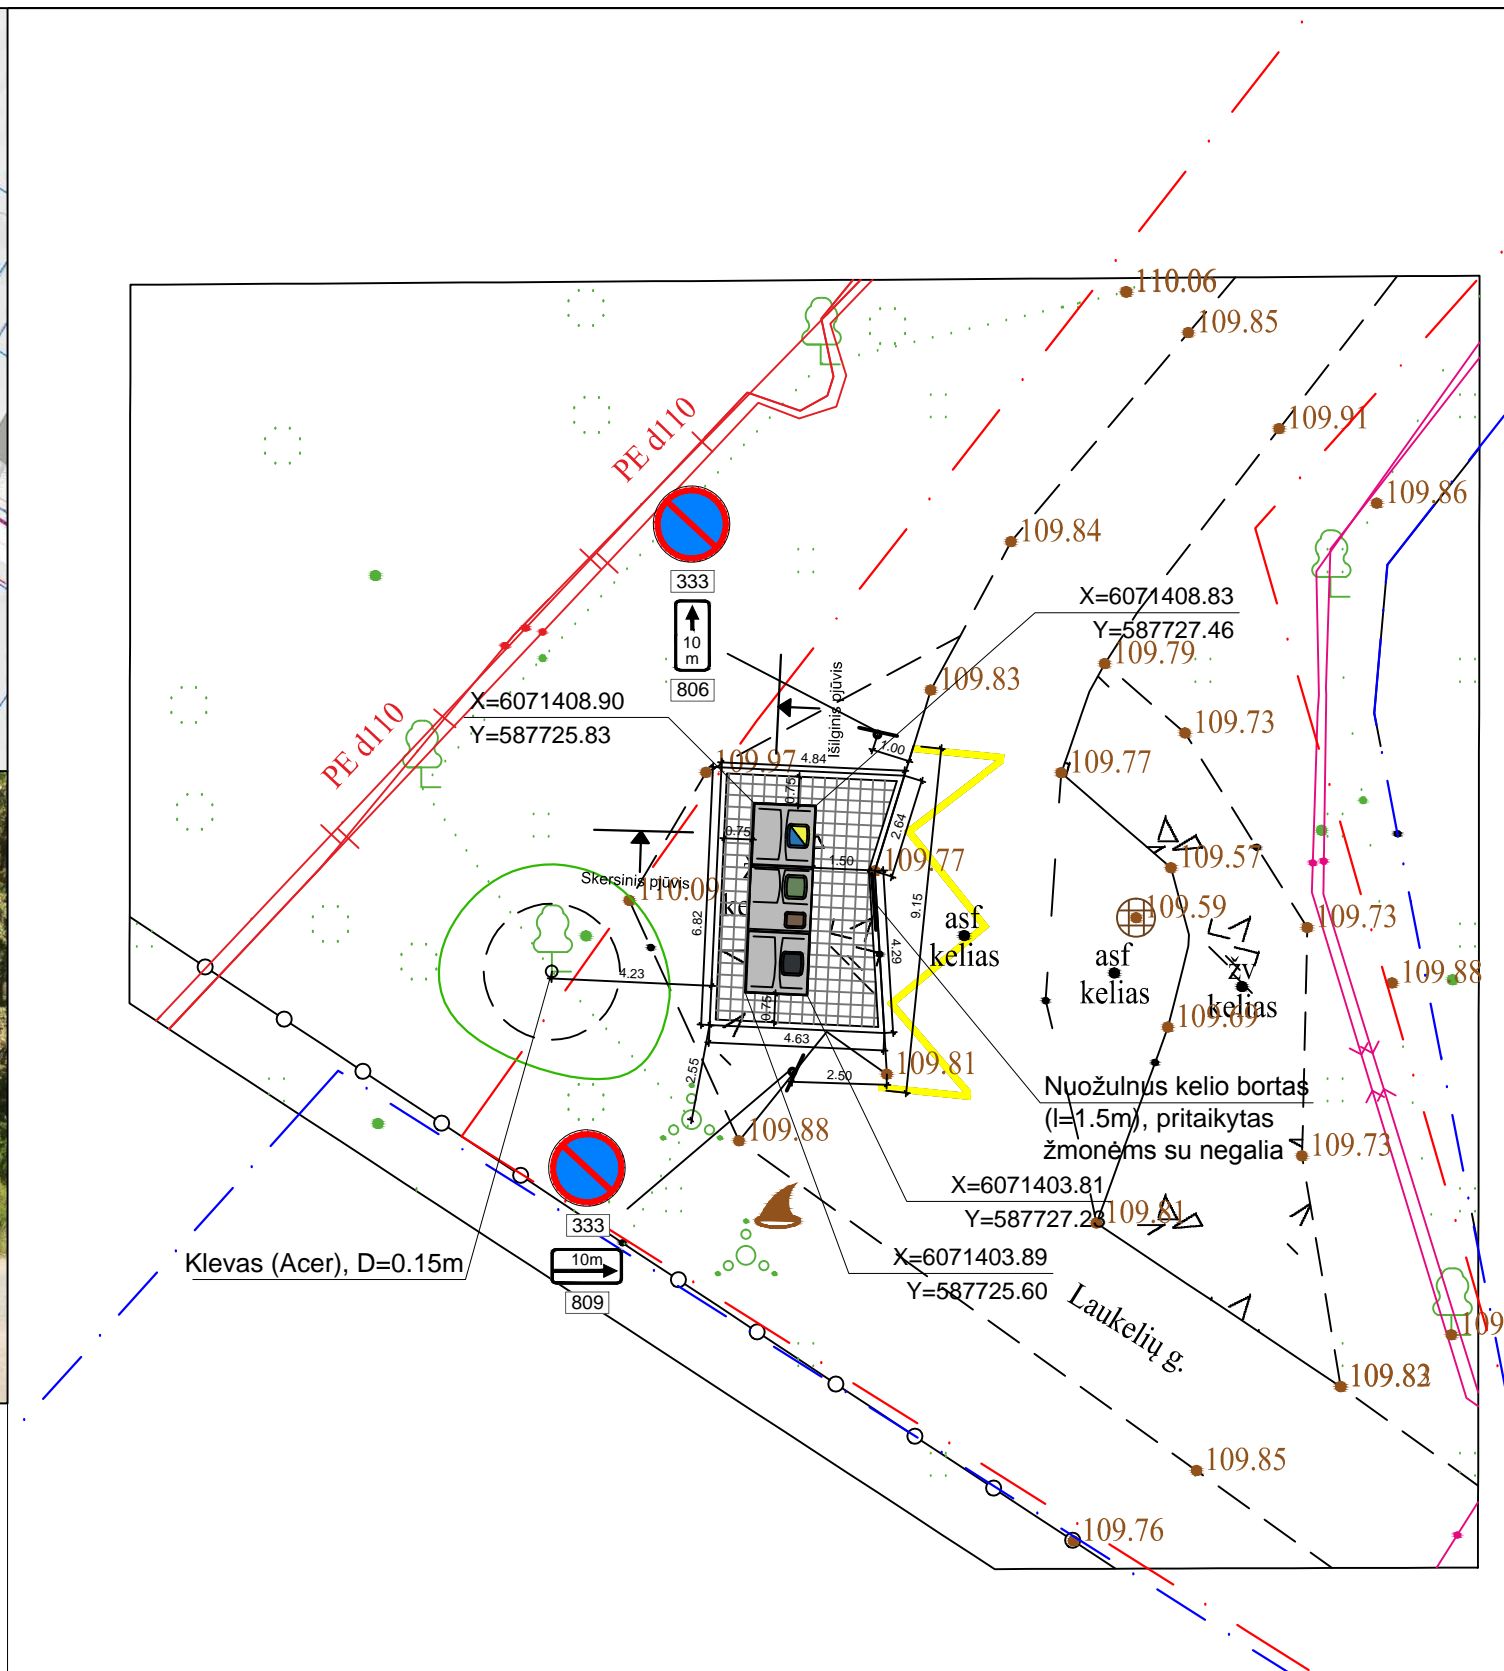 110.06
109.85
PE d110
109.91
109.86
109.84
333
10
m
806
X=6071408.83
Y=587727.46
109.79
Išilginis pjūvis
109.83
X=6071408.90
Y=587725.83
PE d110
109.73
1.00
4.84
109.97
109.77
0.75
2.64
0.75
1.50
109.77
109.57
Skersinis pjūvis
110.09
9.15
109.59
109.73
6.82
asf
kelias
4.29
asf
kelias
žv
kelias
109.88
4.23
0.75
109.69
4.63
2.55
2.50
109.81
Nuožulnus kelio bortas
(l=1.5m), pritaikytas
žmonėms su negalia
109.88
109.73
X=6071403.81
Y=587727.23
109.81
333
10m
809
Klevas (Acer), D=0.15m
X=6071403.89
Y=587725.60
Laukelių g.
109
109.85
109.76